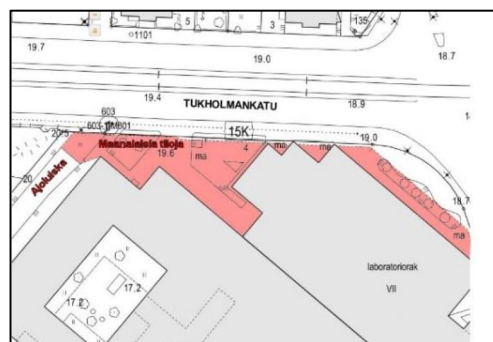 5
3
135
1101
19.7
19.0
18.7
19.4
TUKHOLMANKATU
18.9
603
15K
19.0
Maanalaisia tiloja
4
ma
19.6
ma
ma
Ajoluiska
20
18.7
ma
laboratoriorak
VII
17.2
17.2